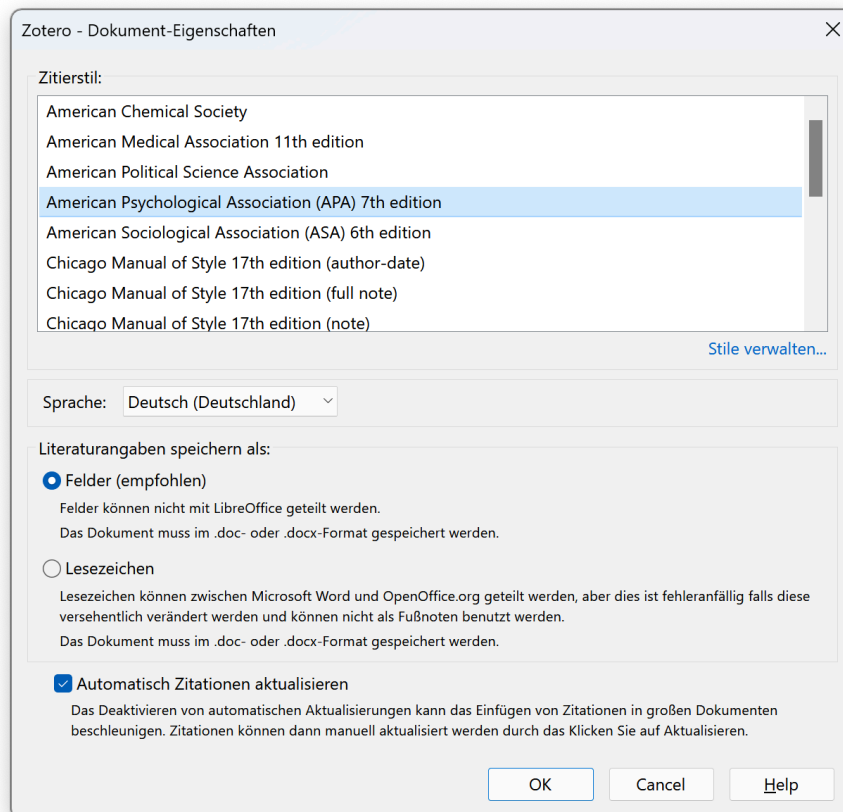 Zotero - Dokument-Eigenschaften
Zitierstil:
American Chemical Society
American Medical Association 11th edition
American Political Science Association
American Psychological Association (APA) 7th edition
American Sociological Association (ASA) 6th edition
Chicago Manual of Style 17th edition (author-date)
Chicago Manual of Style 17th edition (full note)
Chicago Manual of Style 17th edition (note)
Stile verwalten...
Sprache: Deutsch (Deutschland)
Literaturangaben speichern als:
Felder (empfohlen)
Felder können nicht mit LibreOffice geteilt werden.
Das Dokument muss im .doc- oder .docx-Format gespeichert werden.
Lesezeichen
Lesezeichen können zwischen Microsoft Word und OpenOffice.org geteilt werden, aber dies ist fehleranfällig falls diese
versehentlich verändert werden und können nicht als Fußnoten benutzt werden.
Das Dokument muss im .doc- oder .docx-Format gespeichert werden.
Automatisch Zitationen aktualisieren
Das Deaktivieren von automatischen Aktualisierungen kann das Einfügen von Zitationen in großen Dokumenten
beschleunigen. Zitationen können dann manuell aktualisiert werden durch das Klicken Sie auf Aktualisieren.
OK Cancel Help